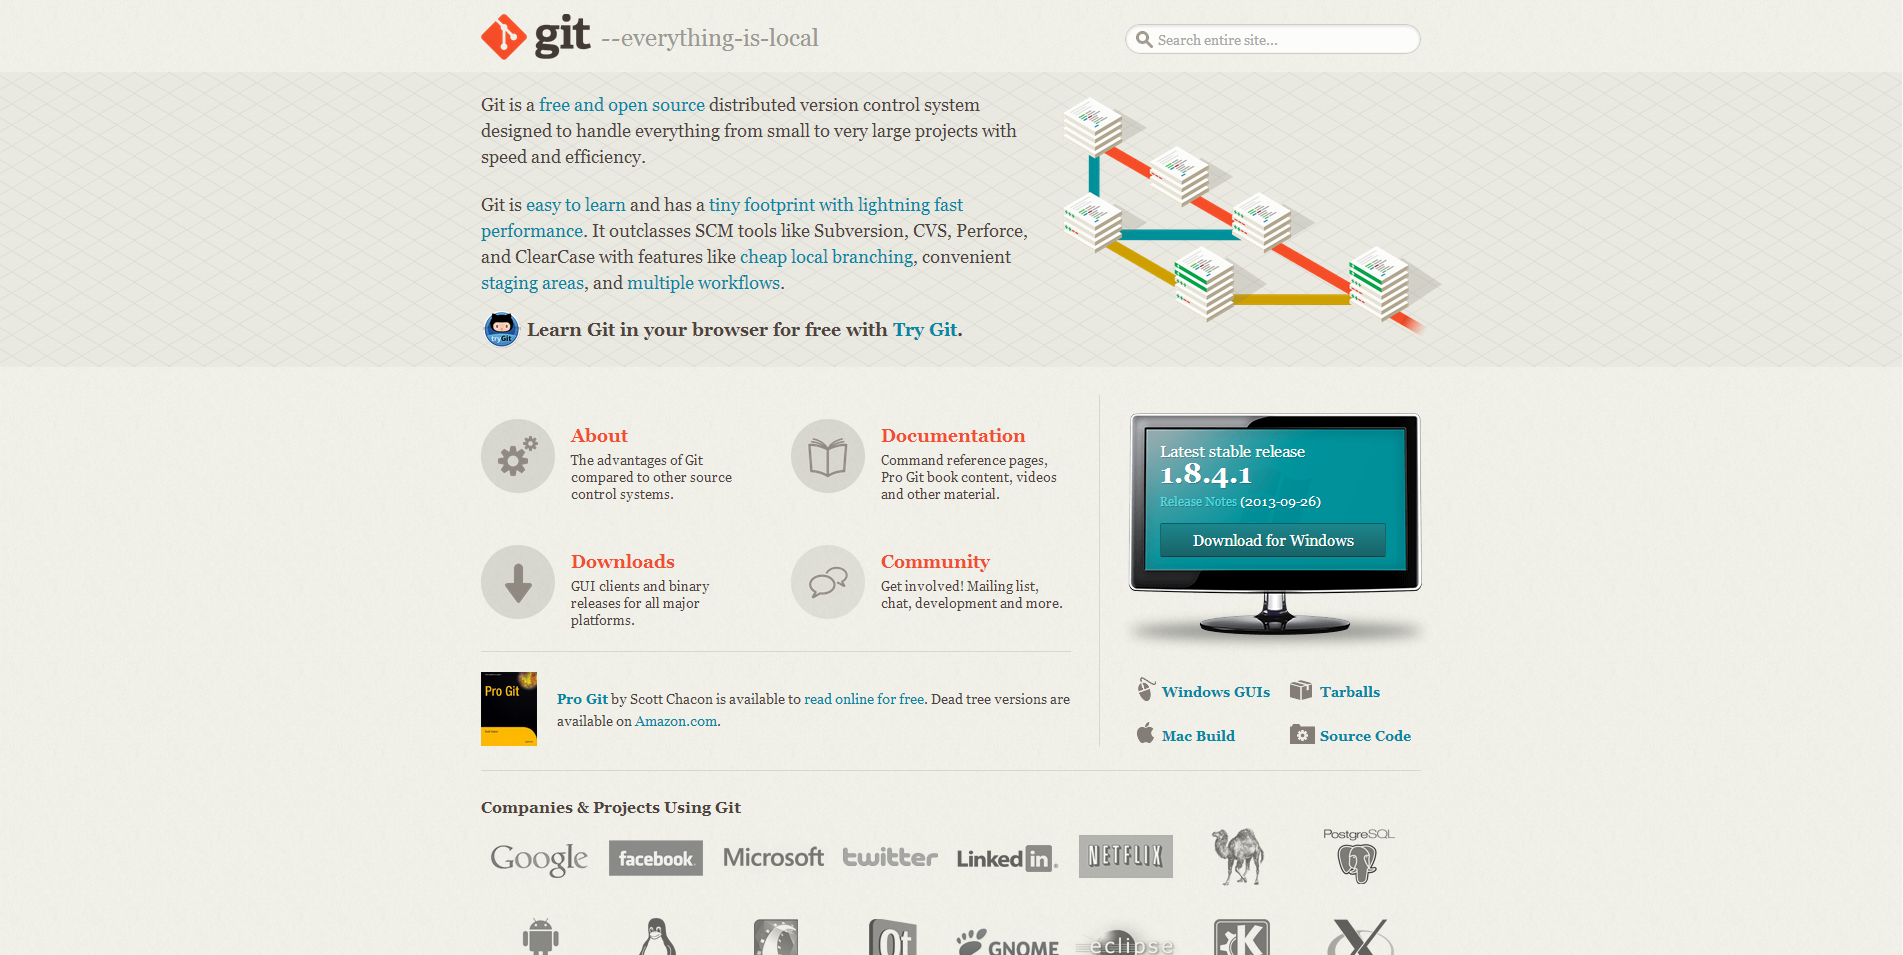 git --everything-is-local
Search entire site...
Git is a free and open source distributed version control system
designed to handle everything from small to very large projects with
speed and efficiency.
Git is easy to learn and has a tiny footprint with lightning fast
performance. It outclasses SCM tools like Subversion, CVS, Perforce,
and ClearCase with features like cheap local branching, convenient
staging areas, and multiple workflows.
tryGit
Learn Git in your browser for free with Try Git.
About
The advantages of Git
compared to other source
control systems.
Documentation
Command reference pages,
Pro Git book content, videos
and other material.
Downloads
GUI clients and binary
releases for all major
platforms.
Community
Get involved! Mailing list,
chat, development and more.
Latest stable release
1.8.4.1
Release Notes (2013-09-26)
Download for Windows
Pro Git
Pro Git by Scott Chacon is available to read online for free. Dead tree versions are
available on Amazon.com.
Windows GUIs
Tarballs
Mac Build
Source Code
Companies & Projects Using Git
Google
facebook
Microsoft
twitter
Linked in
NETFLIX
PostgreSQL
Qt
GNOME
eclipse
K
X